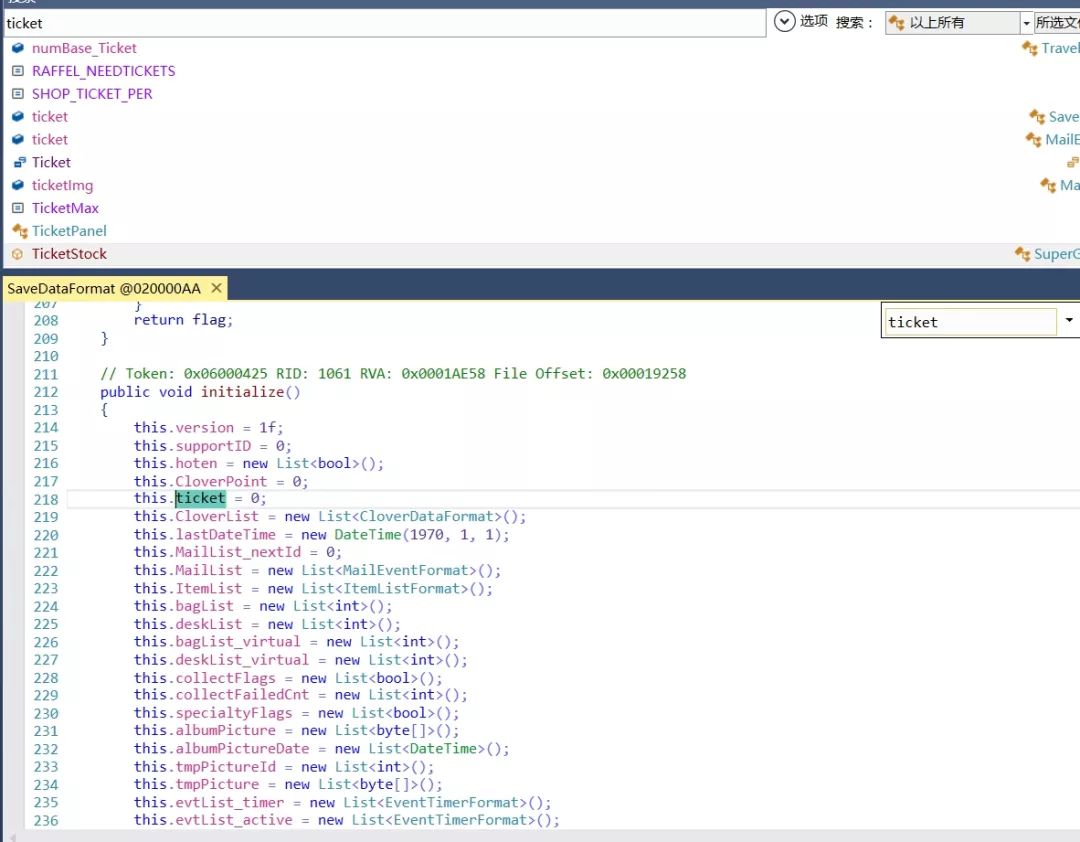 ticket
选项 搜索： 以上所有
numBase_Ticket
RAFFEL_NEEDTICKETS
SHOP_TICKET_PER
ticket
ticket
Ticket
ticketImg
Ma
TicketMax
TicketPanel
TicketStock
SaveDataFormat @020000AA
ticket
207 }
208 return flag;
209 }
210
211 // Token: 0x06000425 RID: 1061 RVA: 0x0001AE58 File Offset: 0x00019258
212 public void initialize()
213 {
214 this.version = 1f;
215 this.supportID = 0;
216 this.hoten = new List<bool>();
217 this.CloverPoint = 0;
218 this.ticket = 0;
219 this.CloverList = new List<CloverDataFormat>();
220 this.lastDateTime = new DateTime(1970, 1, 1);
221 this.MailList_nextId = 0;
222 this.MailList = new List<MailEventFormat>();
223 this.ItemList = new List<ItemListFormat>();
224 this.bagList = new List<int>();
225 this.deskList = new List<int>();
226 this.bagList_virtual = new List<int>();
227 this.deskList_virtual = new List<int>();
228 this.collectFlags = new List<bool>();
229 this.collectFailedCnt = new List<int>();
230 this.specialtyFlags = new List<bool>();
231 this.albumPicture = new List<byte[]>();
232 this.albumPictureDate = new List<DateTime>();
233 this.tmpPictureId = new List<int>();
234 this.tmpPicture = new List<byte[]>();
235 this.evtList_timer = new List<EventTimerFormat>();
236 this.evtList_active = new List<EventTimerFormat>();